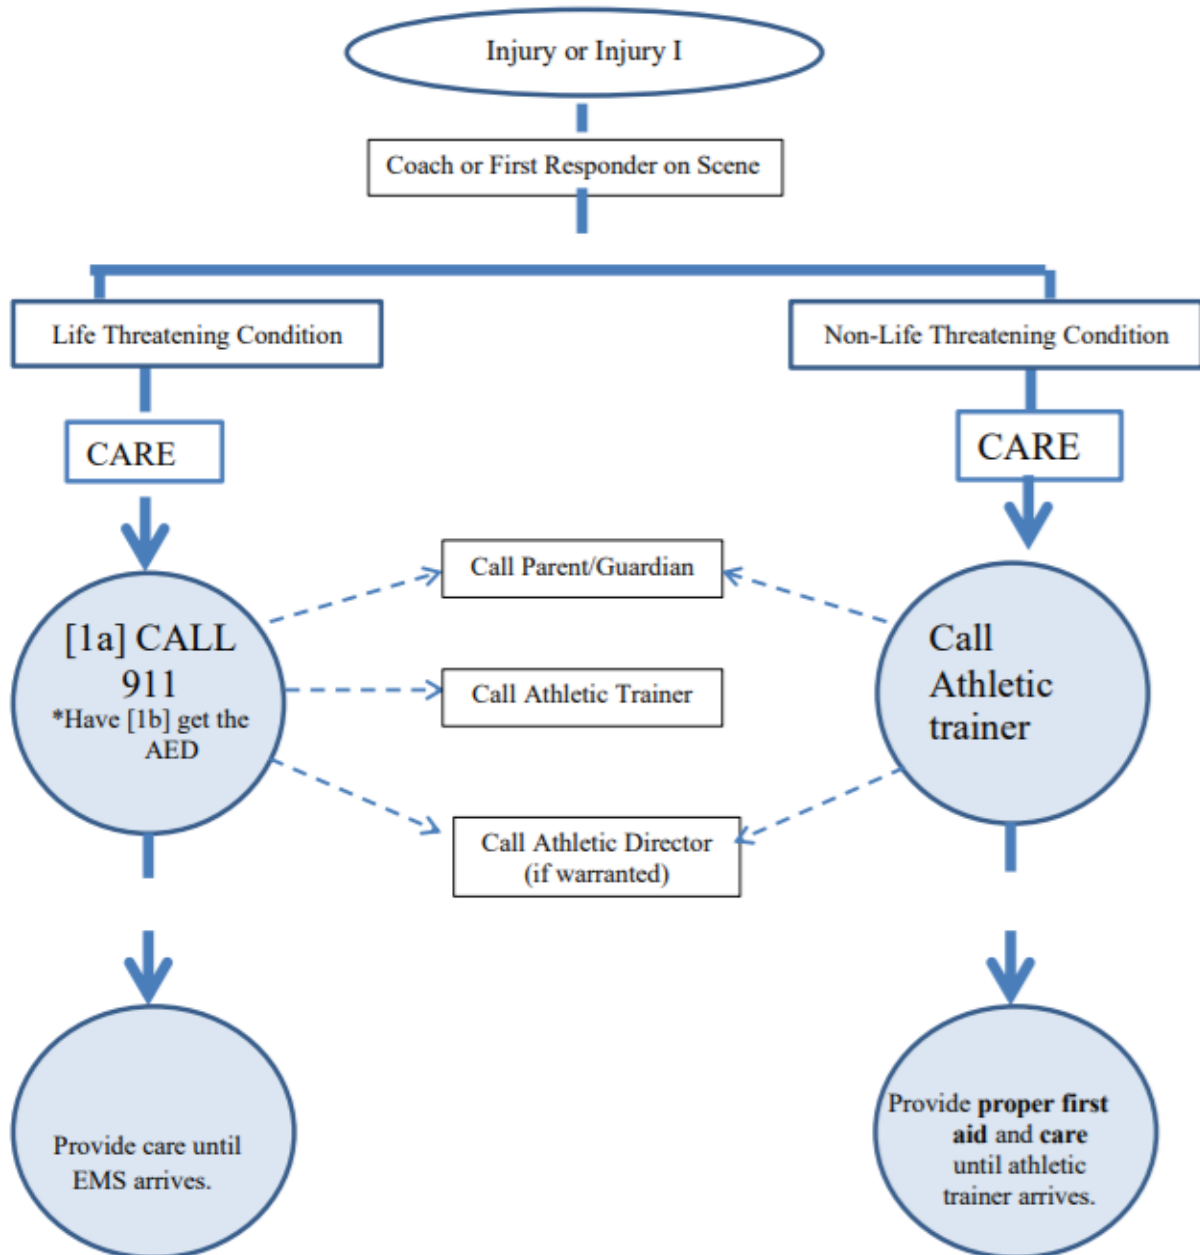 Injury or Injury I
Coach or First Responder on Scene
Life Threatening Condition
Non-Life Threatening Condition
CARE
CARE
Call Parent/Guardian
[1a] CALL
911
*Have [1b] get the
AED
Call Athletic Trainer
Call
Athletic
trainer
Call Athletic Director
(if warranted)
Provide care until
EMS arrives.
Provide proper first
aid and care
until athletic
trainer arrives.